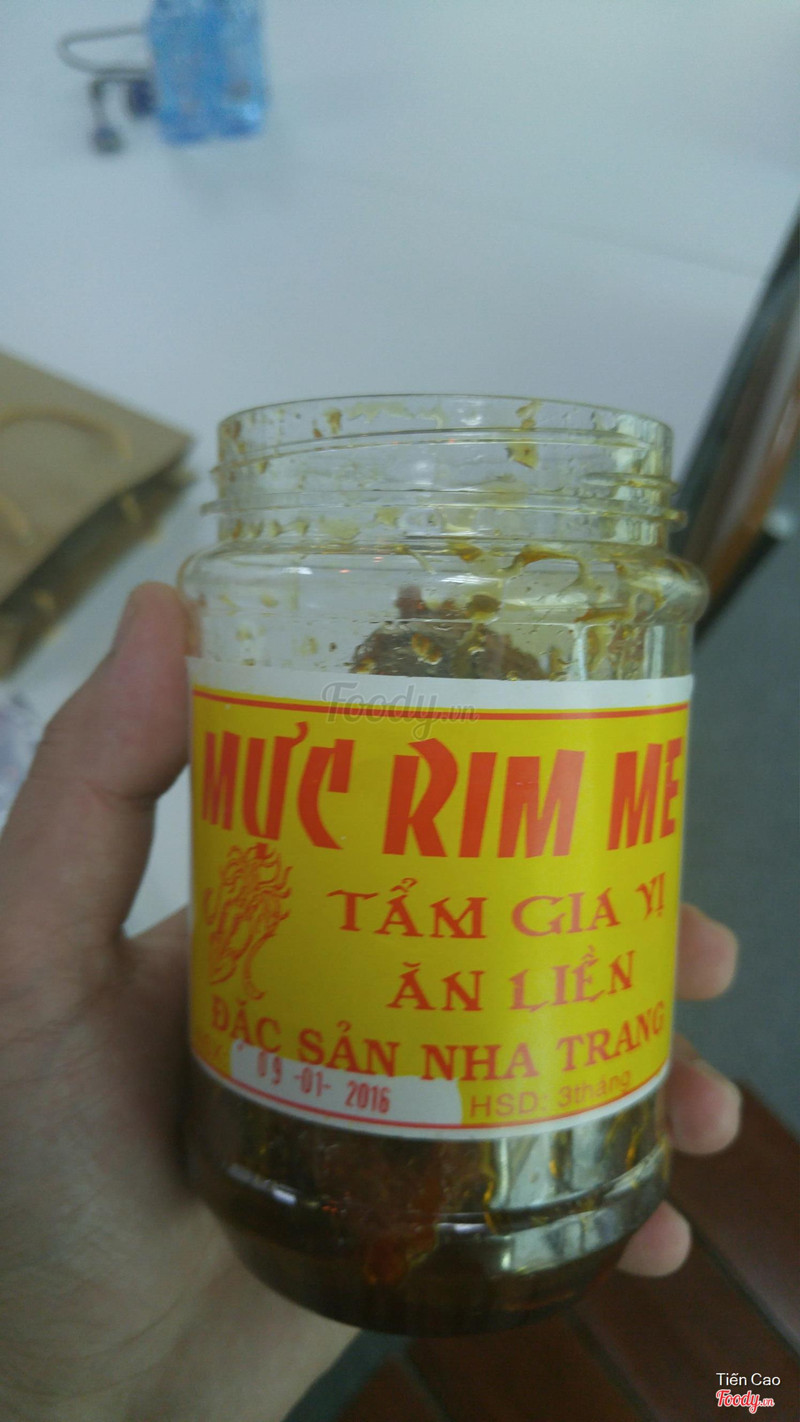 Foody.vn
MỰC RIM ME
TẨM GIA VỊ
ĂN LIỀN
ĐẶC SẢN NHA TRANG
09 -01- 2016
HSD: 3tháng
Tiến Cao
Foody.vn